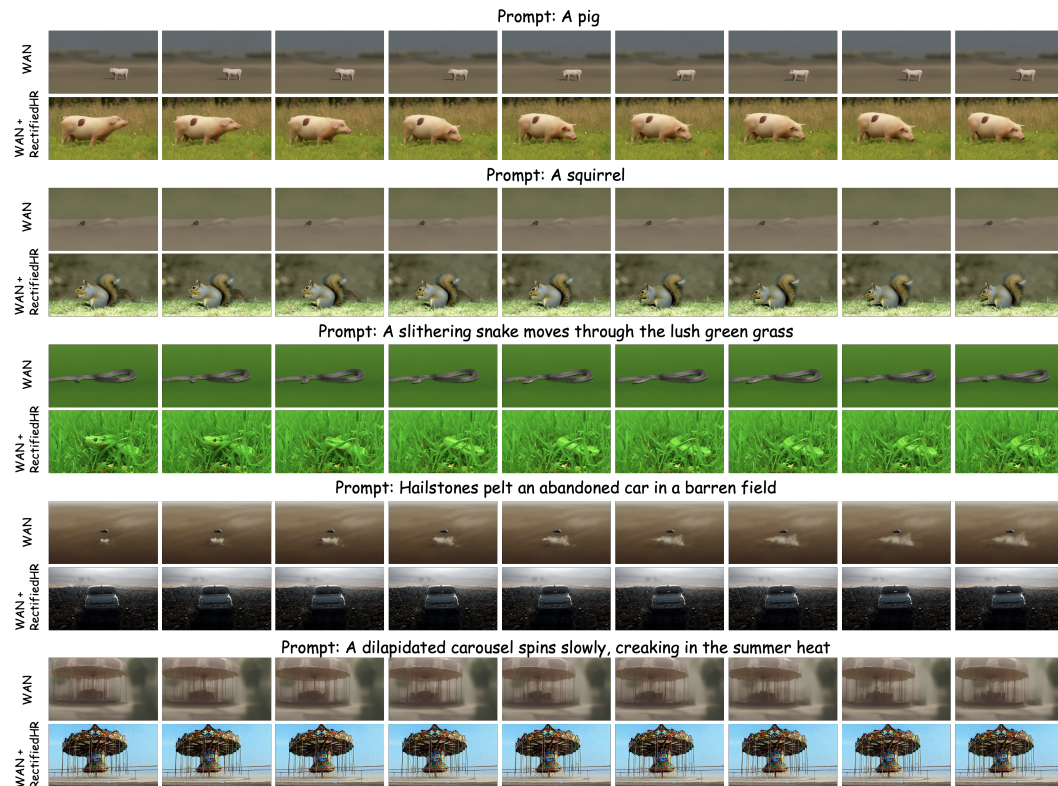 Prompt: A pig
WAN
WAN +
RectifiedHR
Prompt: A squirrel
WAN
WAN +
RectifiedHR
Prompt: A slithering snake moves through the lush green grass
WAN
WAN +
RectifiedHR
Prompt: Hailstones pelt an abandoned car in a barren field
WAN
WAN +
RectifiedHR
Prompt: A dilapidated carousel spins slowly, creaking in the summer heat
WAN
WAN +
RectifiedHR